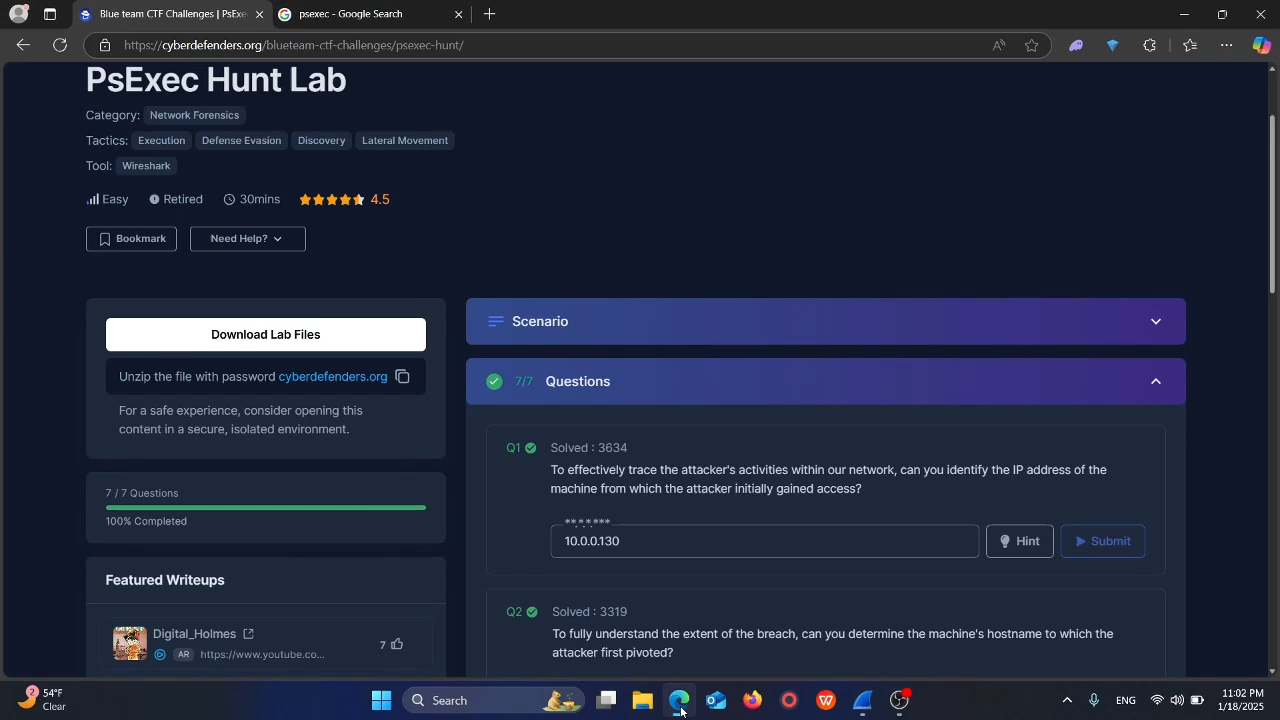 Blue team CTF Challenges | PsEx
psexec - Google Search
https://cyberdefenders.org/blueteam-ctf-challenges/psexec-hunt/
PsExec Hunt Lab
Category: Network Forensics
Tactics: Execution Defense Evasion Discovery Lateral Movement
Tool: Wireshark
Easy Retired 30mins 4.5
Bookmark Need Help?
Download Lab Files
Unzip the file with password cyberdefenders.org
For a safe experience, consider opening this
content in a secure, isolated environment.
7 / 7 Questions
100% Completed
Featured Writeups
Digital_Holmes
7
AR https://www.youtube.co...
Scenario
7/7 Questions
Q1 Solved : 3634
To effectively trace the attacker's activities within our network, can you identify the IP address of the
machine from which the attacker initially gained access?
**.*.*.***
10.0.0.130
Hint Submit
Q2 Solved : 3319
To fully understand the extent of the breach, can you determine the machine's hostname to which the
attacker first pivoted?
2
54°F
Clear
Search
ENG
11:02 PM
1/18/2025